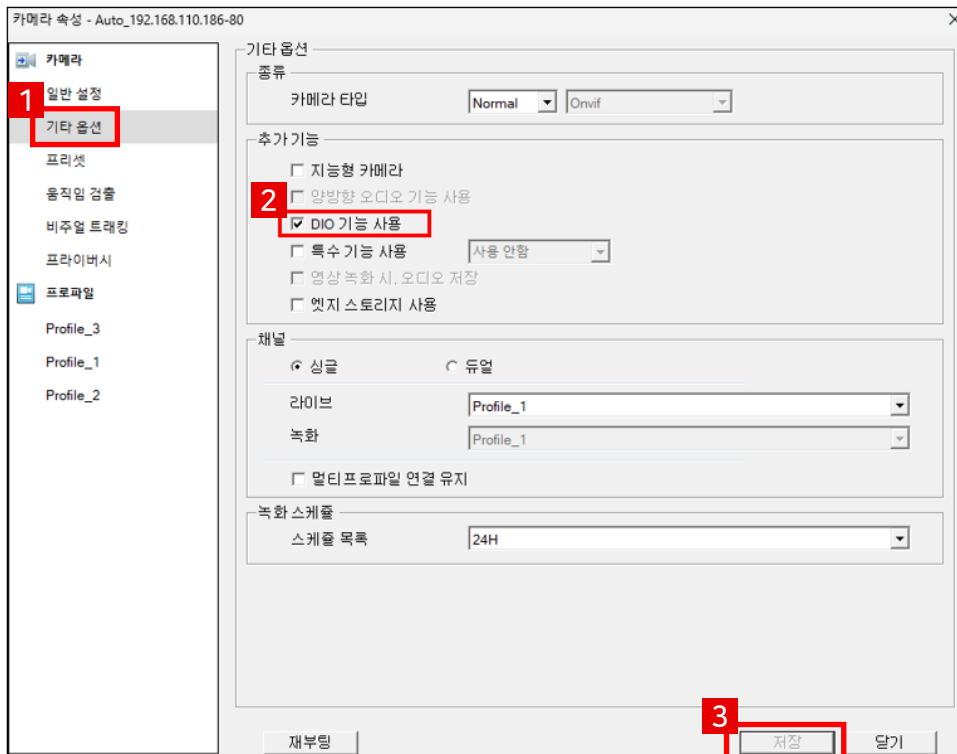 카메라 속성 - Auto_192.168.110.186-80
카메라
1
일반 설정
기타 옵션
프리셋
움직임 검출
비주얼 트래킹
프라이버시
프로파일
Profile_3
Profile_1
Profile_2
기타 옵션
종류
카메라 타입 Normal Onvif
추가 기능
지능형 카메라
2
양방향 오디오 기능 사용
DIO 기능 사용
특수 기능 사용 사용 안함
영상 녹화 시, 오디오 저장
엣지 스토리지 사용
채널
싱글 듀얼
라이브 Profile_1
녹화 Profile_1
멀티프로파일 연결 유지
녹화 스케쥴
스케쥴 목록 24H
3
재부팅 저장 닫기